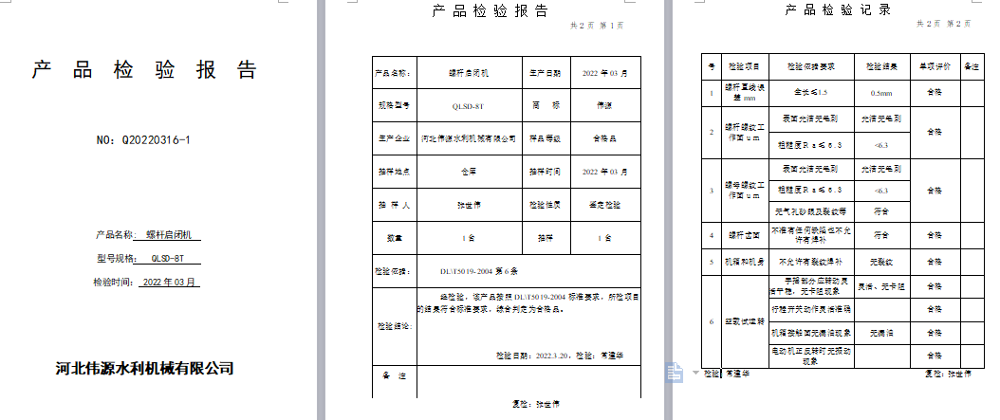 产 品 检 验 报 告
NO: Q20220316-1
产品名称: 螺杆启闭机
型号规格: QLSD-8T
检验时间: 2022年03月
河北伟源水利机械有限公司
产 品 检 验 报 告
共 2 页 第 1 页
产品名称: 螺杆启闭机 生产日期 2022 年 03 月
规格型号 QLSD-8T 商 标 伟源
生产企业 河北伟源水利机械有限公司 样品等级 合格品
抽样地点 仓库 抽样时间 2022 年 03 月
抽 样 人 张世伟 检验性质 鉴定检验
数量 1 台 抽样 1 台
检验依据: DL\T5019-2004 第 6 条
经检验，该产品按照 DL\T5019-2004 标准要求，所检项目
的结果符合标准要求，综合判定为合格品。
检验结论:
检验日期: 2022.3.20，检验: 常建华
备 注
复检: 张世伟
产 品 检 验 记 录
共 2 页 第 2 页
号 检验项目 检验依据要求 检验结果 单项评价 备注
1 螺杆直线误差 mm 全长≤1.5 0.5mm 合格
2 螺杆螺纹工作面 u m 表面光洁无毛刺 光洁无毛刺 合格
粗糙度 R a ≤ 6.3 <6.3
3 螺母螺纹工作面 u m 表面光洁无毛刺 光洁无毛刺 合格
粗糙度 R a ≤ 6.3 <6.3
无气孔砂眼及裂纹等 符合
4 螺杆齿面 不准有任何缺陷也不允许有焊补 符合 合格
5 机箱和机身 不允许有裂纹焊补 无裂纹 合格
6 空载试运转 手摇部分应转动灵活平稳，无卡阻现象 灵活、无卡阻 合格
行程开关动作灵活准确 合格
机箱接触面无漏油现象 无漏油 合格
电动机正反转时无振动现象 合格
检验: 常建华 复检: 张世伟